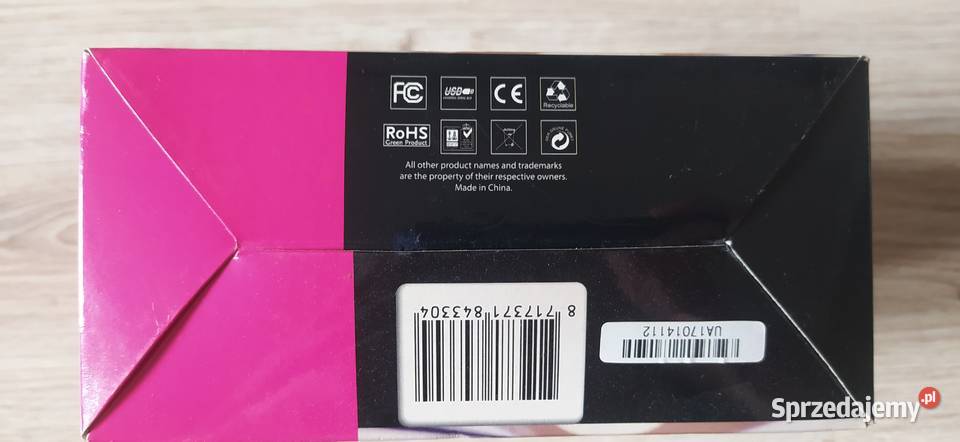 FC
USB
CE
Recyclable
RoHS
Green Product
All other product names and trademarks
are the property of their respective owners.
Made in China.
8 717371 843304
UA17014112
Sprzedajemy.pl